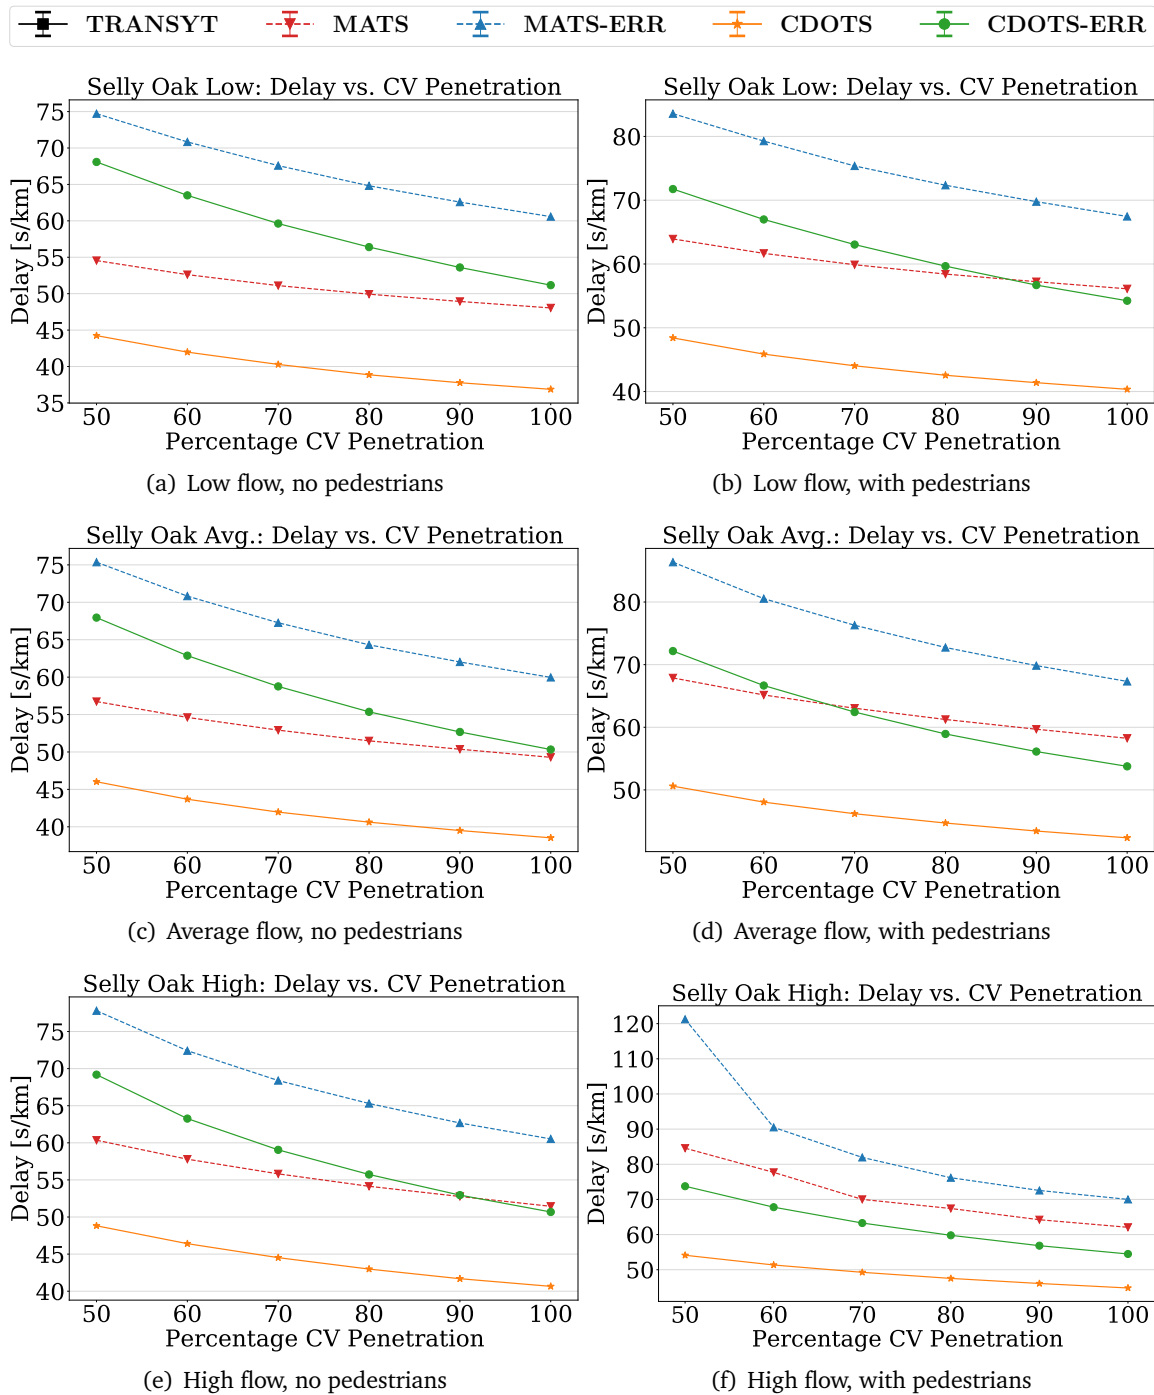 TRANSYT MATS MATS-ERR CDOTS CDOTS-ERR
Selly Oak Low: Delay vs. CV Penetration
75
70
65
60
55
50
45
40
35
Delay [s/km]
50 60 70 80 90 100
Percentage CV Penetration
(a) Low flow, no pedestrians
Selly Oak Low: Delay vs. CV Penetration
80
70
60
50
40
Delay [s/km]
50 60 70 80 90 100
Percentage CV Penetration
(b) Low flow, with pedestrians
Selly Oak Avg.: Delay vs. CV Penetration
75
70
65
60
55
50
45
40
Delay [s/km]
50 60 70 80 90 100
Percentage CV Penetration
(c) Average flow, no pedestrians
Selly Oak Avg.: Delay vs. CV Penetration
80
70
60
50
Delay [s/km]
50 60 70 80 90 100
Percentage CV Penetration
(d) Average flow, with pedestrians
Selly Oak High: Delay vs. CV Penetration
75
70
65
60
55
50
45
40
Delay [s/km]
50 60 70 80 90 100
Percentage CV Penetration
(e) High flow, no pedestrians
Selly Oak High: Delay vs. CV Penetration
120
110
100
90
80
70
60
50
Delay [s/km]
50 60 70 80 90 100
Percentage CV Penetration
(f) High flow, with pedestrians